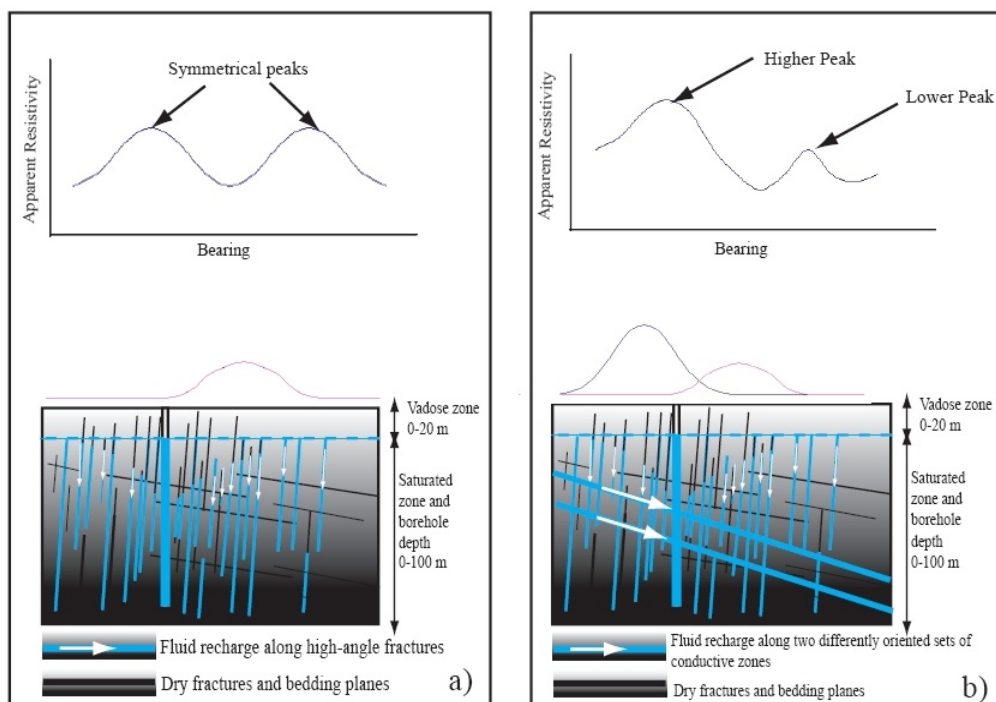 Symmetrical peaks
Apparent Resistivity
Bearing
Vadose zone
0-20 m
Saturated
zone and
borehole
depth
0-100 m
Fluid recharge along high-angle fractures
Dry fractures and bedding planes
a)
Higher Peak
Lower Peak
Apparent Resistivity
Bearing
Vadose zone
0-20 m
Saturated
zone and
borehole
depth
0-100 m
Fluid recharge along two differently oriented sets of
conductive zones
Dry fractures and bedding planes
b)